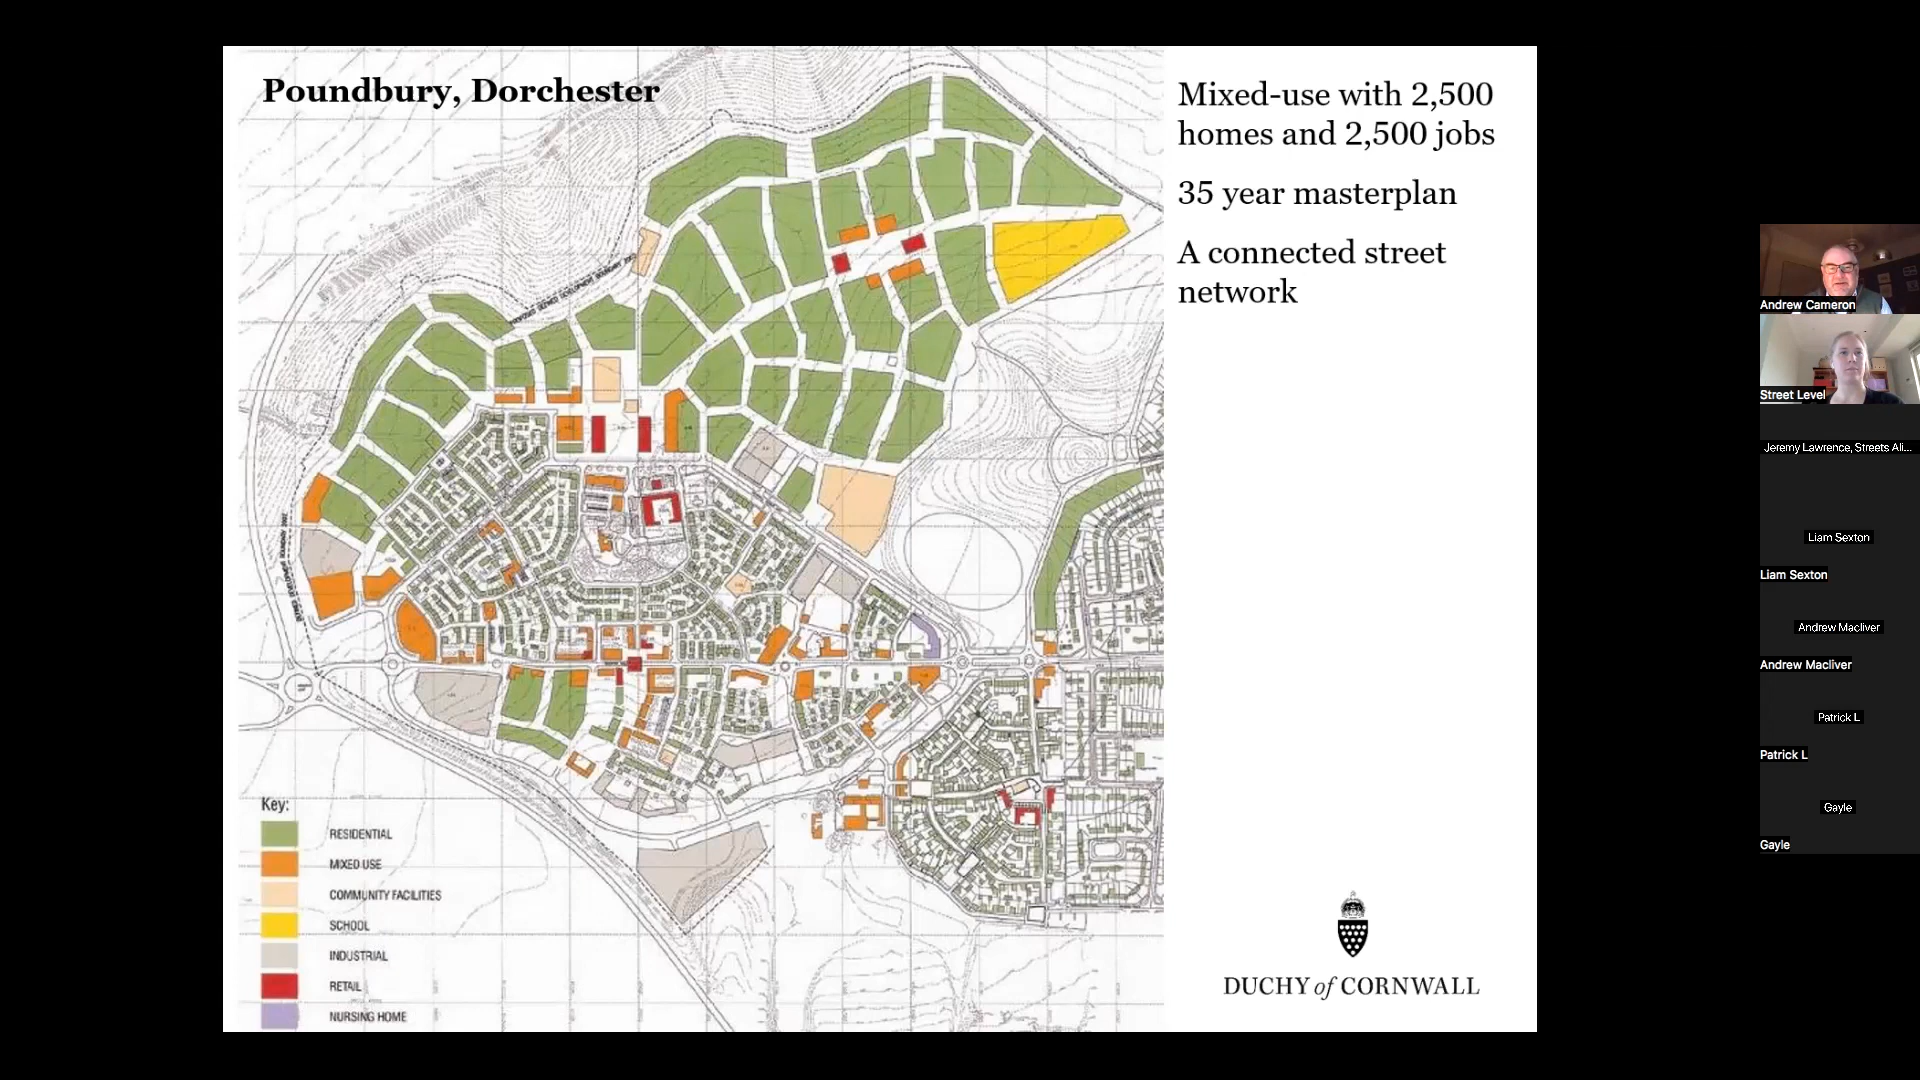 Poundbury, Dorchester
Mixed-use with 2,500
homes and 2,500 jobs
35 year masterplan
A connected street
network
Key:
RESIDENTIAL
MIXED USE
COMMUNITY FACILITIES
SCHOOL
INDUSTRIAL
RETAIL
NURSING HOME
DUCHY of CORNWALL
Andrew Cameron
Street Level
Jeremy Lawrence, Streets Ali...
Liam Sexton
Liam Sexton
Andrew Macliver
Andrew Macliver
Patrick L
Patrick L
Gayle
Gayle